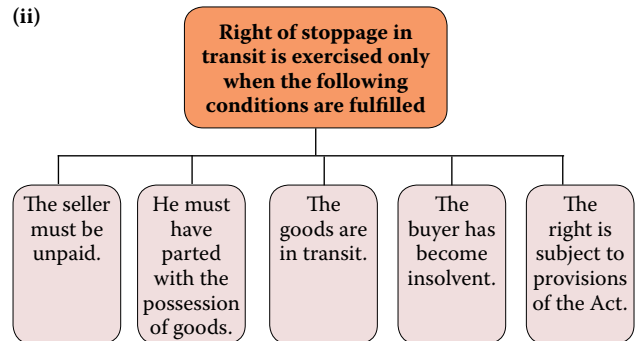 (ii)
Right of stoppage in
transit is exercised only
when the following
conditions are fulfilled
The seller
must be
unpaid.
He must
have
parted
with the
possession
of goods.
The
goods are
in transit.
The
buyer has
become
insolvent.
The
right is
subject to
provisions
of the Act.